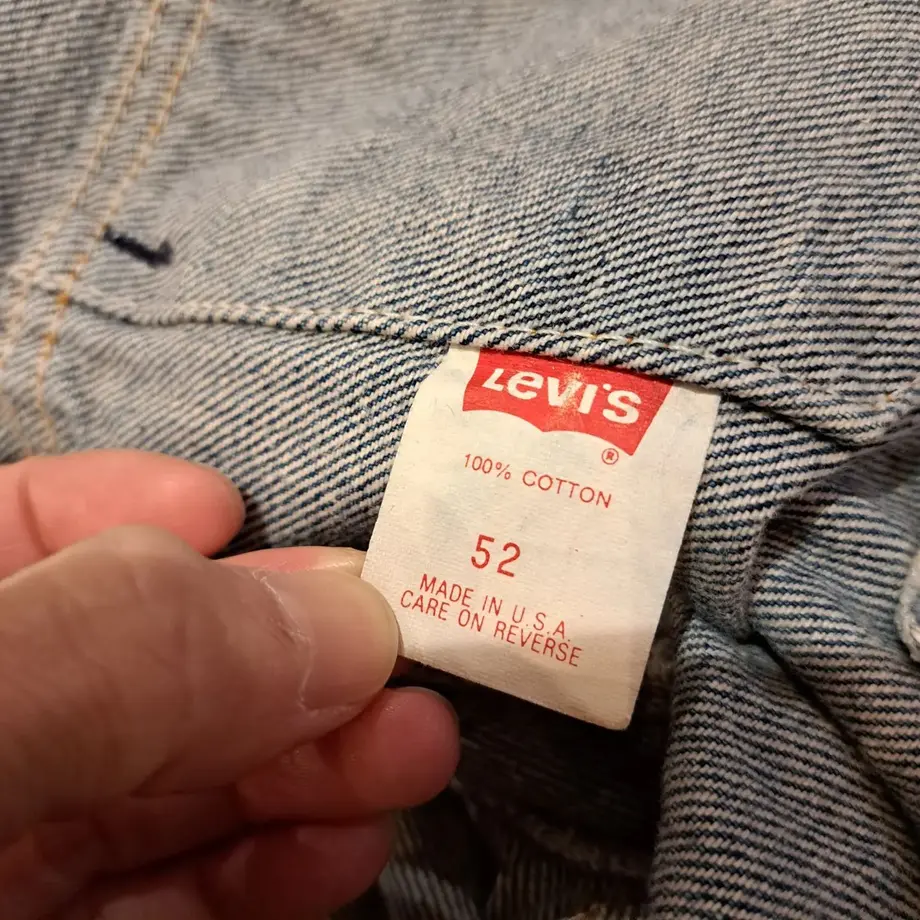 Levi's
®
100% COTTON
52
MADE IN U.S.A.
CARE ON REVERSE